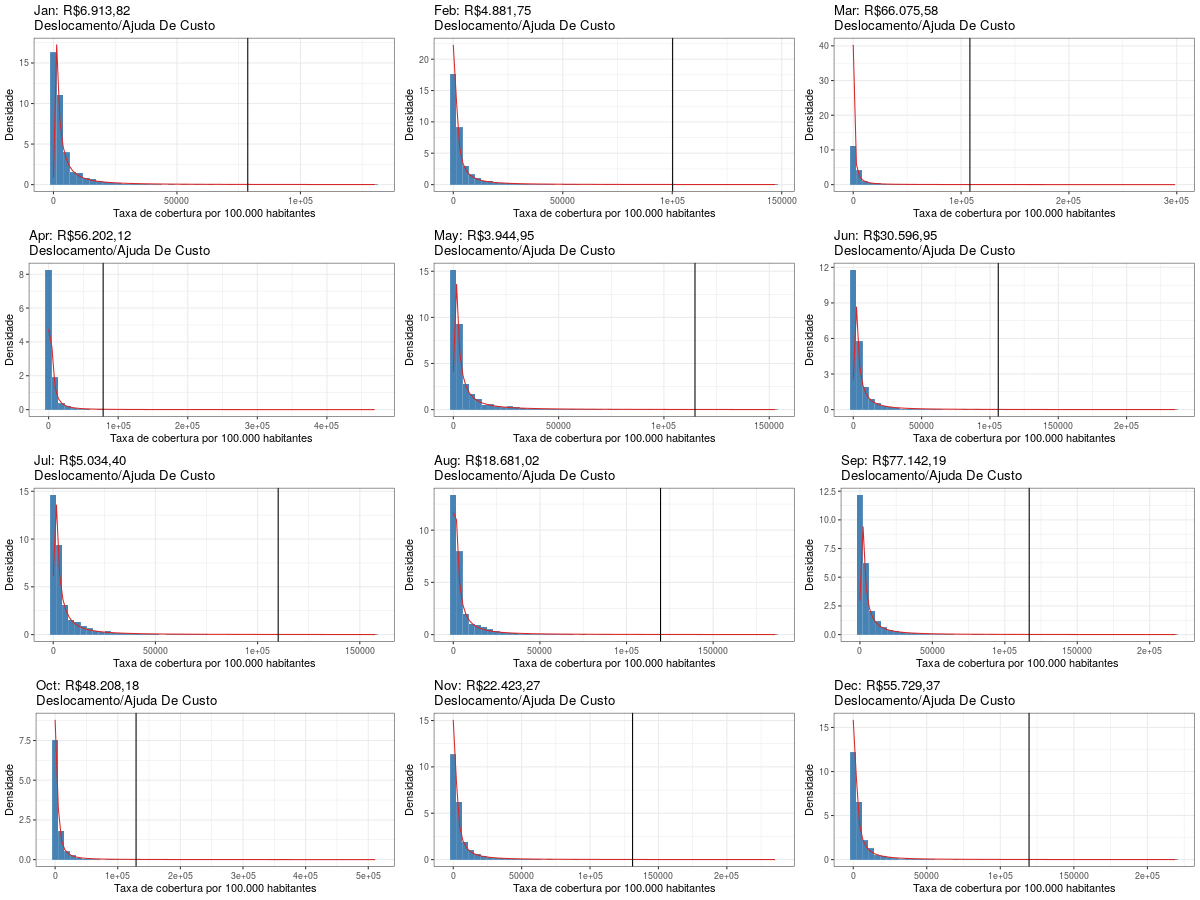 Jan: R$6.913,82
Deslocamento/Ajuda De Custo
Densidade
15
10
5
0
0
50000
1e+05
Taxa de cobertura por 100.000 habitantes
Feb: R$4.881,75
Deslocamento/Ajuda De Custo
Densidade
20
15
10
5
0
0
50000
1e+05
150000
Taxa de cobertura por 100.000 habitantes
Mar: R$66.075,58
Deslocamento/Ajuda De Custo
Densidade
40
30
20
10
0
0
1e+05
2e+05
3e+05
Taxa de cobertura por 100.000 habitantes
Apr: R$56.202,12
Deslocamento/Ajuda De Custo
Densidade
8
6
4
2
0
0
1e+05
2e+05
3e+05
4e+05
Taxa de cobertura por 100.000 habitantes
May: R$3.944,95
Deslocamento/Ajuda De Custo
Densidade
15
10
5
0
0
50000
1e+05
150000
Taxa de cobertura por 100.000 habitantes
Jun: R$30.596,95
Deslocamento/Ajuda De Custo
Densidade
12
9
6
3
0
0
50000
1e+05
150000
2e+05
Taxa de cobertura por 100.000 habitantes
Jul: R$5.034,40
Deslocamento/Ajuda De Custo
Densidade
15
10
5
0
0
50000
1e+05
150000
Taxa de cobertura por 100.000 habitantes
Aug: R$18.681,02
Deslocamento/Ajuda De Custo
Densidade
10
5
0
0
50000
1e+05
150000
Taxa de cobertura por 100.000 habitantes
Sep: R$77.142,19
Deslocamento/Ajuda De Custo
Densidade
12.5
10.0
7.5
5.0
2.5
0.0
0
50000
1e+05
150000
2e+05
Taxa de cobertura por 100.000 habitantes
Oct: R$48.208,18
Deslocamento/Ajuda De Custo
Densidade
7.5
5.0
2.5
0.0
0
1e+05
2e+05
3e+05
4e+05
5e+05
Taxa de cobertura por 100.000 habitantes
Nov: R$22.423,27
Deslocamento/Ajuda De Custo
Densidade
15
10
5
0
0
50000
1e+05
150000
2e+05
Taxa de cobertura por 100.000 habitantes
Dec: R$55.729,37
Deslocamento/Ajuda De Custo
Densidade
15
10
5
0
0
50000
1e+05
150000
2e+05
Taxa de cobertura por 100.000 habitantes